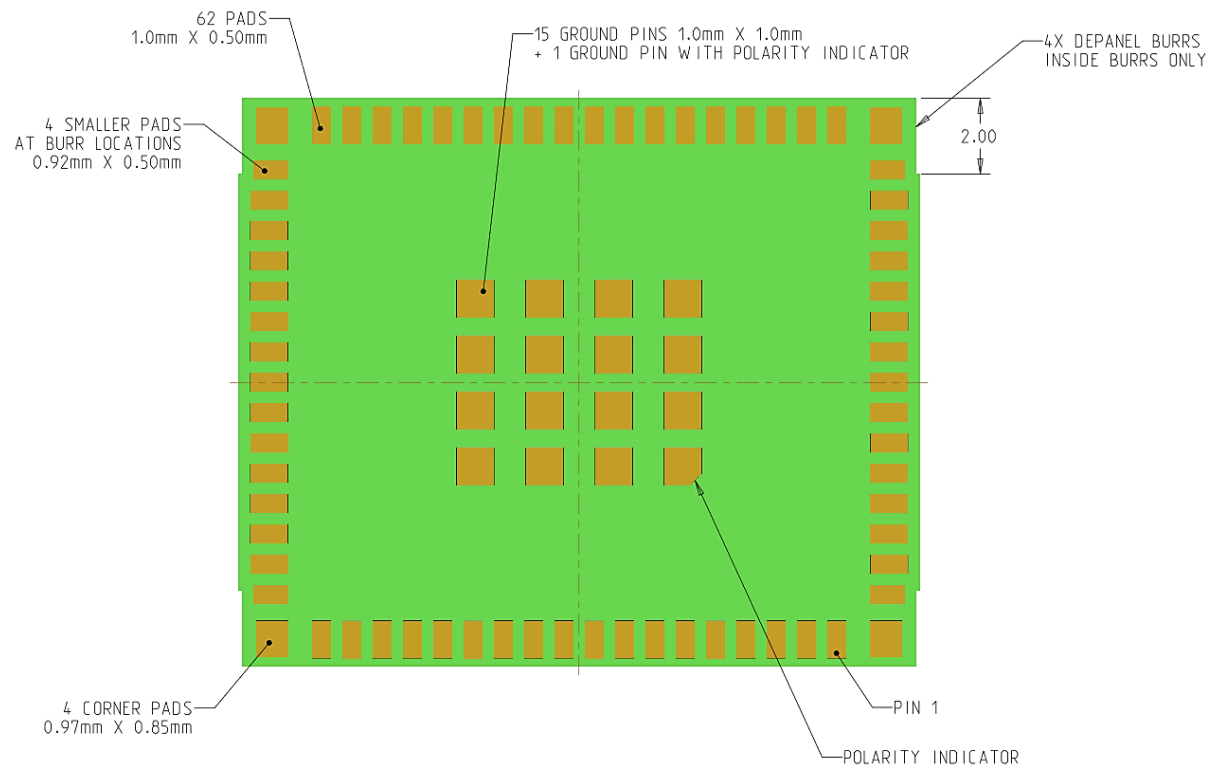 62 PADS
1.0mm X 0.50mm
15 GROUND PINS 1.0mm X 1.0mm
+ 1 GROUND PIN WITH POLARITY INDICATOR
4X DEPANEL BURRS
INSIDE BURRS ONLY
4 SMALLER PADS
AT BURR LOCATIONS
0.92mm X 0.50mm
2.00
4 CORNER PADS
0.97mm X 0.85mm
PIN 1
POLARITY INDICATOR